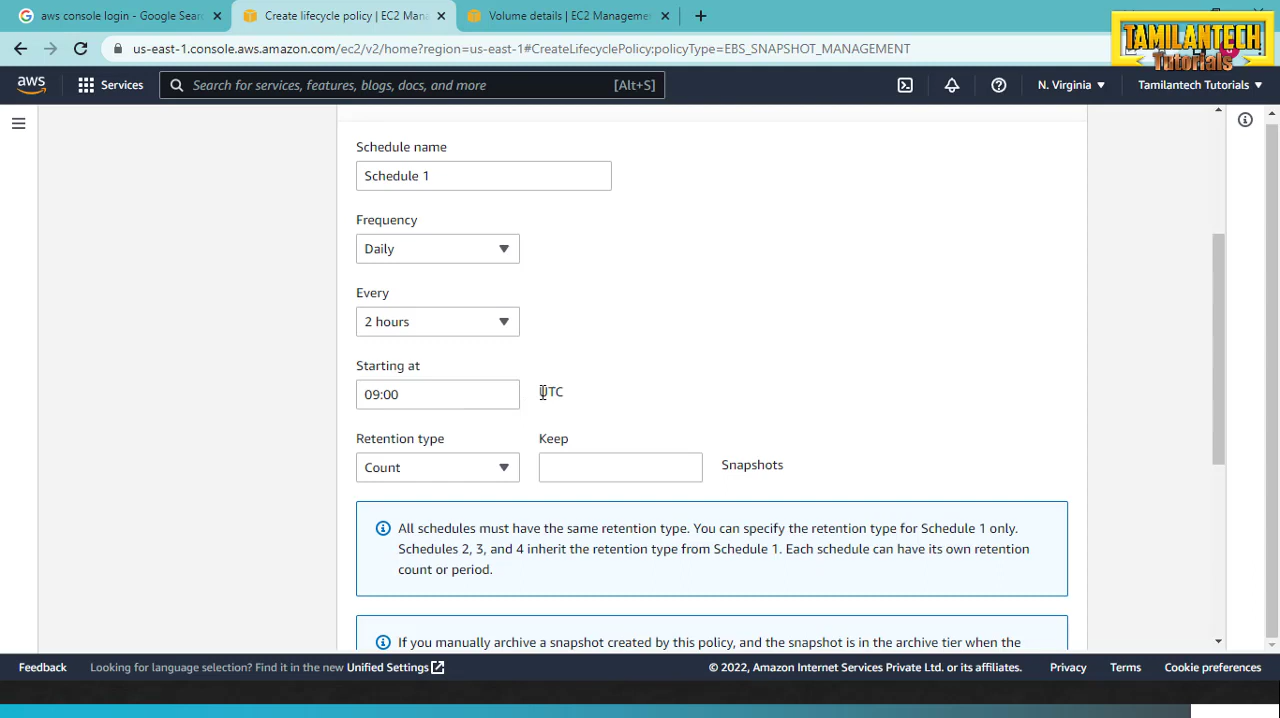 aws console login - Google Sear
Create lifecycle policy | EC2 Mana
Volume details | EC2 Manageme
us-east-1.console.aws.amazon.com/ec2/v2/home?region=us-east-1#CreateLifecyclePolicy:policyType=EBS_SNAPSHOT_MANAGEMENT
TAMILANTECH
Tutorials
aws
Services
Search for services, features, blogs, docs, and more
[Alt+S]
N. Virginia
Tamilantech Tutorials
Schedule name
Schedule 1
Frequency
Daily
Every
2 hours
Starting at
09:00
UTC
Retention type
Keep
Count
Snapshots
All schedules must have the same retention type. You can specify the retention type for Schedule 1 only.
Schedules 2, 3, and 4 inherit the retention type from Schedule 1. Each schedule can have its own retention
count or period.
If you manually archive a snapshot created by this policy, and the snapshot is in the archive tier when the
Feedback
Looking for language selection? Find it in the new Unified Settings
© 2022, Amazon Internet Services Private Ltd. or its affiliates.
Privacy
Terms
Cookie preferences